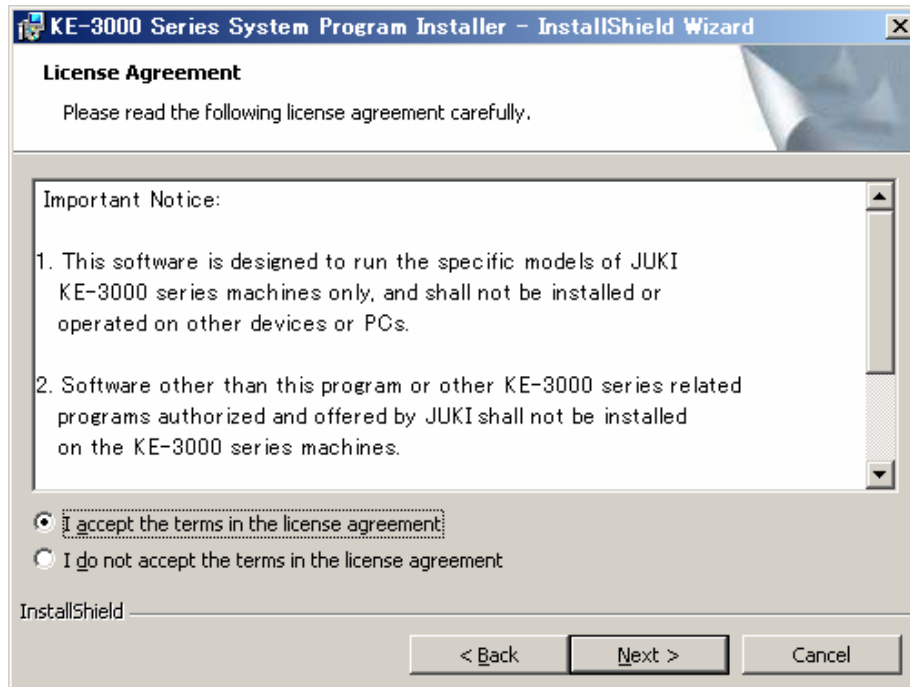 KE-3000 Series System Program Installer - InstallShield Wizard
License Agreement
Please read the following license agreement carefully.
Important Notice:
1. This software is designed to run the specific models of JUKI
KE-3000 series machines only, and shall not be installed or
operated on other devices or PCs.
2. Software other than this program or other KE-3000 series related
programs authorized and offered by JUKI shall not be installed
on the KE-3000 series machines.
I accept the terms in the license agreement
I do not accept the terms in the license agreement
InstallShield
< Back
Next >
Cancel